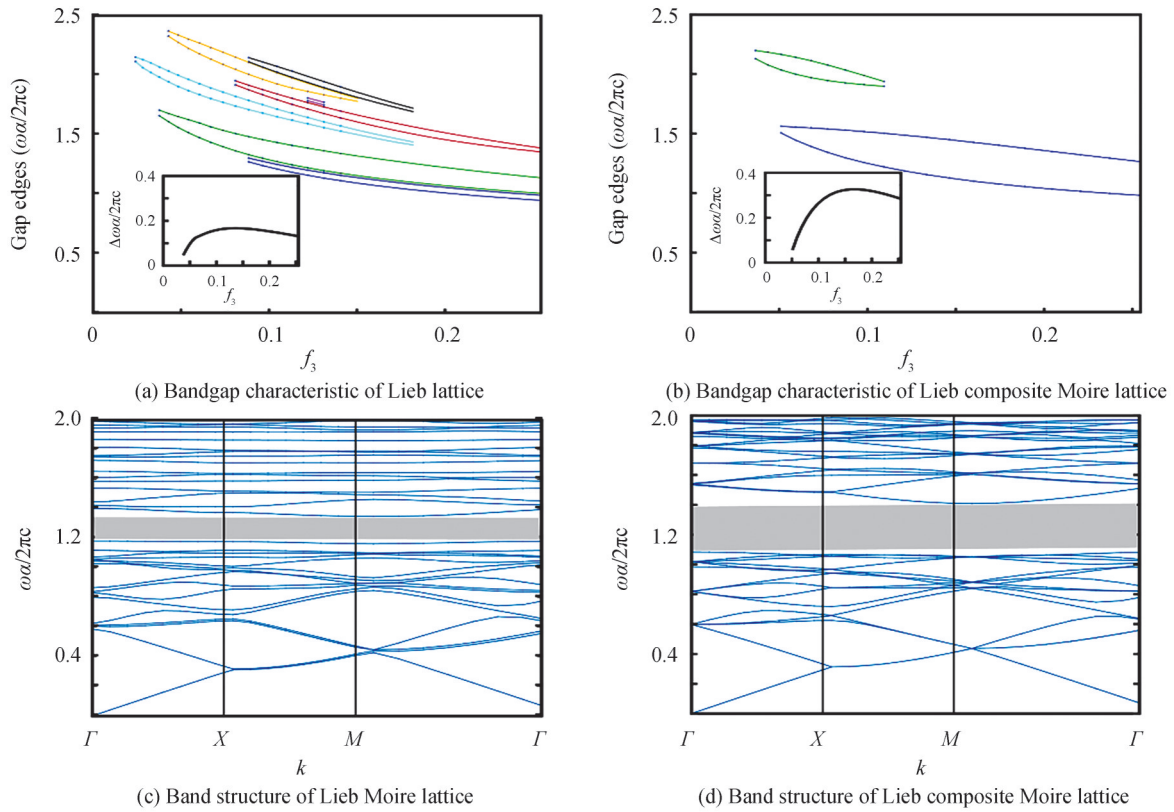 2.5
1.5
0.5
Gap edges (ωa/2πc)
0.4
0.2
0
Δωa/2πc
0 0.1 0.2
f₃
0 0.1 0.2
f₃
(a) Bandgap characteristic of Lieb lattice
2.5
1.5
0.5
Gap edges (ωa/2πc)
0.4
0.2
0
Δωa/2πc
0 0.1 0.2
f₃
0 0.1 0.2
f₃
(b) Bandgap characteristic of Lieb composite Moire lattice
2.0
1.2
0.4
ωa/2πc
Γ X M Γ
k
(c) Band structure of Lieb Moire lattice
2.0
1.2
0.4
ωa/2πc
Γ X M Γ
k
(d) Band structure of Lieb composite Moire lattice